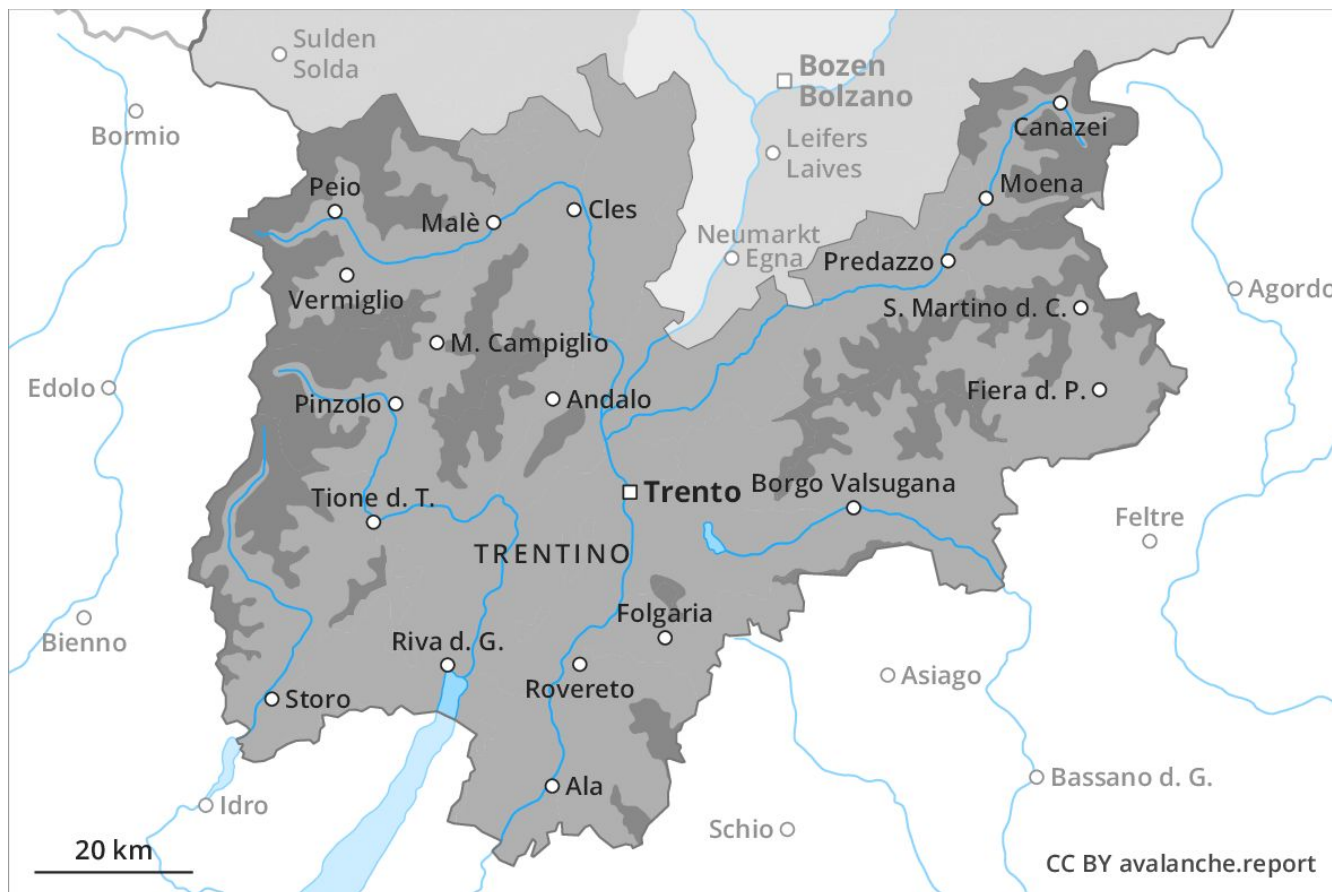 Sulden
Solda
Bozen
Bolzano
Bormio
Canazei
Leifers
Laives
Peio
Moena
Malè
Cles
Neumarkt
Egna
Predazzo
Vermiglio
Agordo
S. Martino d. C.
M. Campiglio
Edolo
Pinzolo
Andalo
Fiera d. P.
Trento
Borgo Valsugana
Tione d. T.
Feltre
TRENTINO
Folgaria
Bienno
Riva d. G.
Asiago
Rovereto
Storo
Bassano d. G.
Ala
Idro
Schio
20 km
CC BY avalanche.report